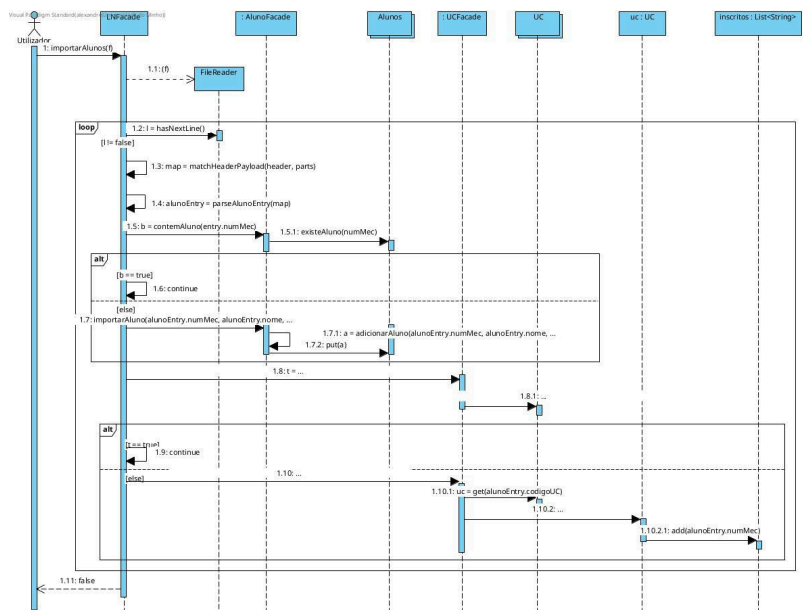 Visual Paradigm Standard(alexandre
Utilizador
LNFacade
: AlunoFacade
Alunos
: UCFacade
UC
uc : UC
inscritos : List<String>
1: importarAlunos(f)
1.1: (f)
FileReader
loop
1.2: l = hasNextLine()
[l != false]
1.3: map = matchHeaderPayload(header, parts)
1.4: alunoEntry = parseAlunoEntry(map)
1.5: b = contemAluno(entry.numMec)
1.5.1: existeAluno(numMec)
alt
[b == true]
1.6: continue
[else]
1.7: importarAluno(alunoEntry.numMec, alunoEntry.nome, ...
1.7.1: a = adicionarAluno(alunoEntry.numMec, alunoEntry.nome, ...
1.7.2: put(a)
1.8: t = ...
1.8.1: ...
alt
[t == true]
1.9: continue
[else]
1.10: ...
1.10.1: uc = get(alunoEntry.codigoUC)
1.10.2: ...
1.10.2.1: add(alunoEntry.numMec)
1.11: false